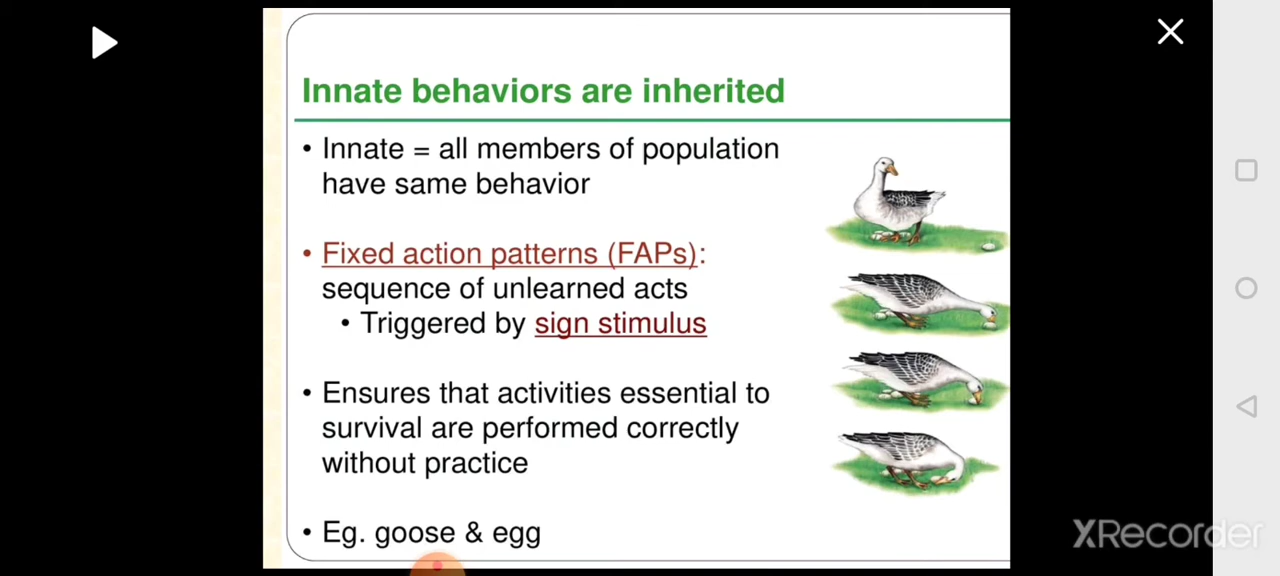 Innate behaviors are inherited
• Innate = all members of population
have same behavior
• Fixed action patterns (FAPs):
sequence of unlearned acts
• Triggered by sign stimulus
• Ensures that activities essential to
survival are performed correctly
without practice
• Eg. goose & egg
XRecorder